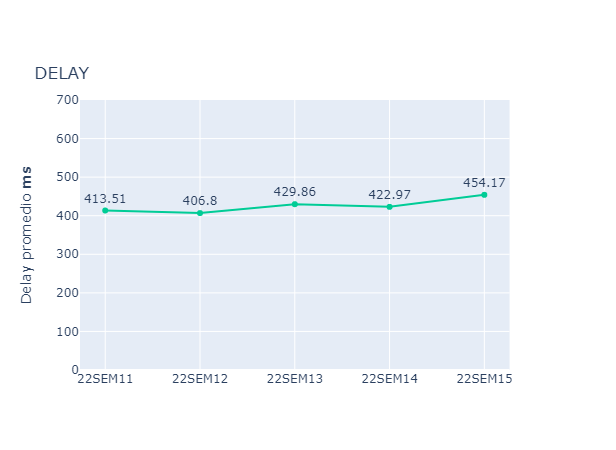 DELAY
Delay promedio ms
700
600
500
400
300
200
100
0
413.51
406.8
429.86
422.97
454.17
22SEM11
22SEM12
22SEM13
22SEM14
22SEM15